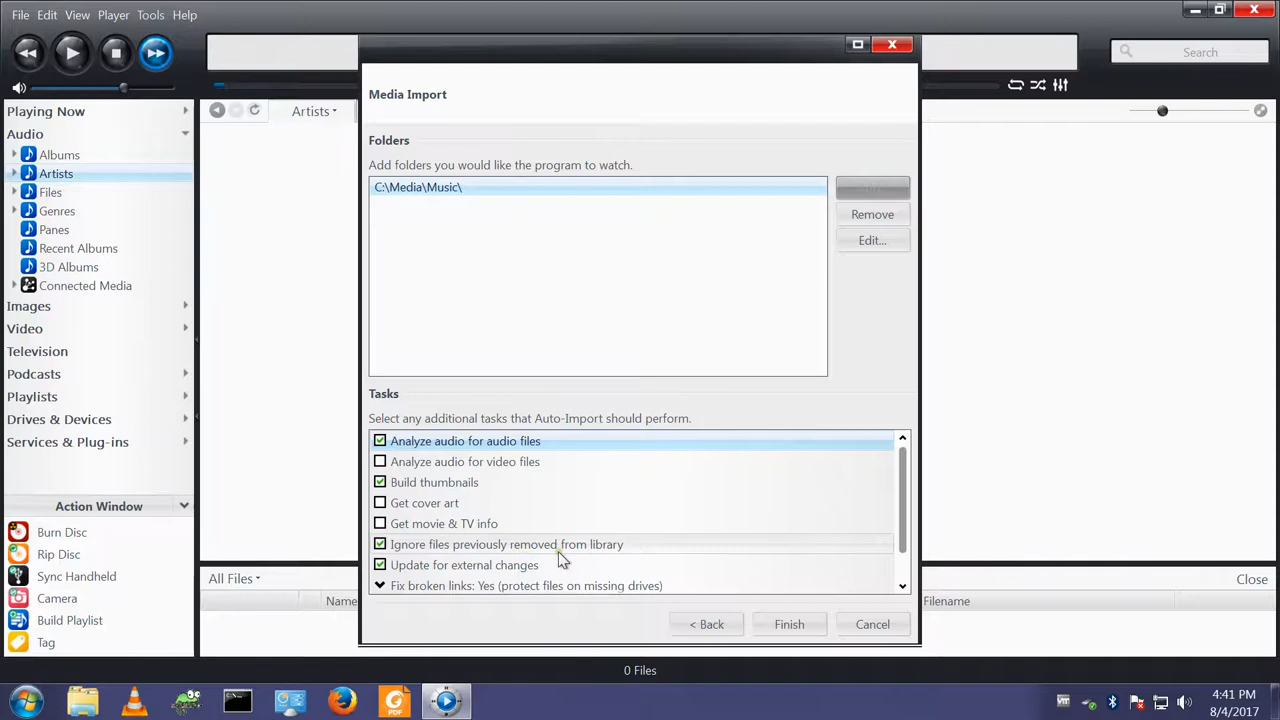 File Edit View Player Tools Help
Search
Playing Now
Artists
Audio
Albums
Artists
Files
Genres
Panes
Recent Albums
3D Albums
Connected Media
Images
Video
Television
Podcasts
Playlists
Drives & Devices
Services & Plug-ins
Action Window
Burn Disc
Rip Disc
Sync Handheld
Camera
Build Playlist
Tag
Media Import
Folders
Add folders you would like the program to watch.
C:\Media\Music\
Remove
Edit...
Tasks
Select any additional tasks that Auto-Import should perform.
Analyze audio for audio files
Analyze audio for video files
Build thumbnails
Get cover art
Get movie & TV info
Ignore files previously removed from library
Update for external changes
Fix broken links: Yes (protect files on missing drives)
< Back Finish Cancel
All Files
Close
Name
Filename
0 Files
4:41 PM
8/4/2017